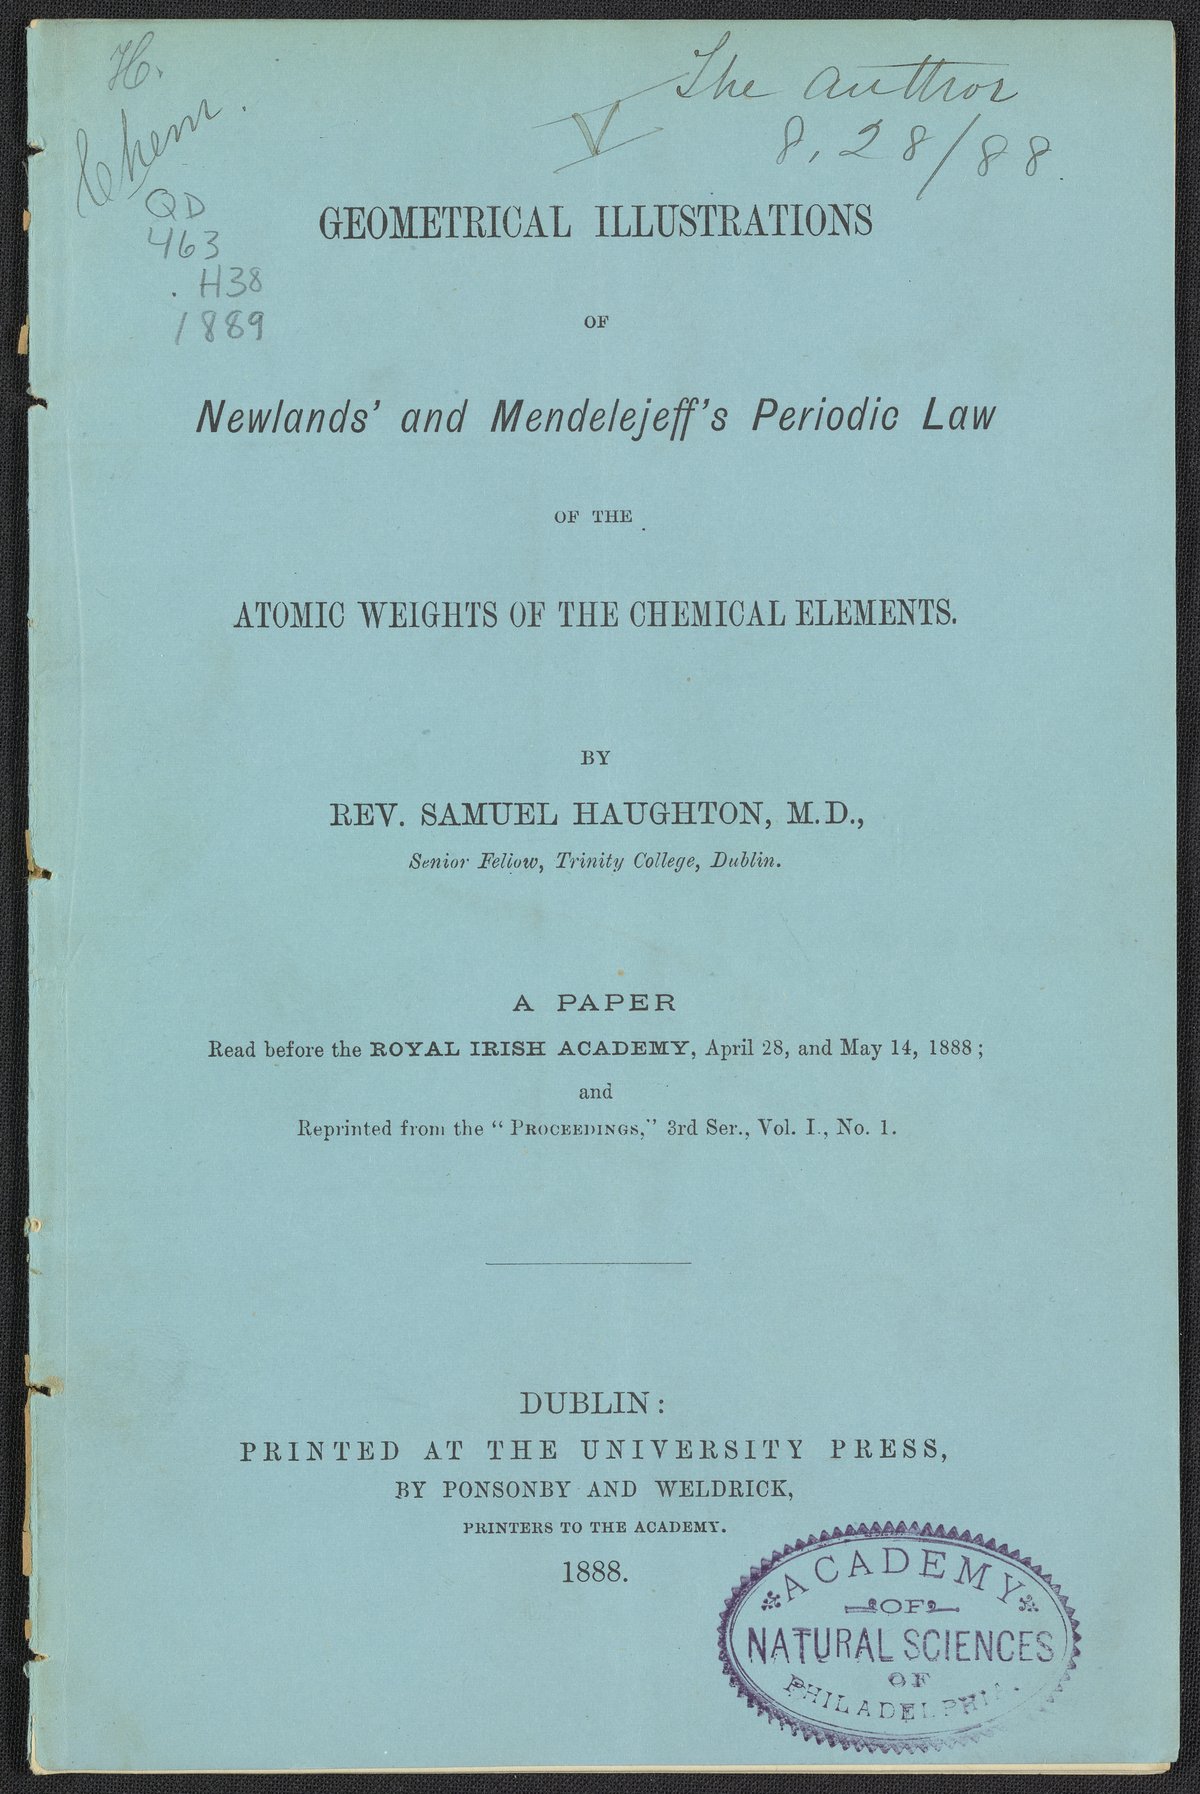 H.
Chem.
The author
8, 28/88.
QD
463
. H38
1889
GEOMETRICAL ILLUSTRATIONS
OF
Newlands' and Mendelejeff's Periodic Law
OF THE
ATOMIC WEIGHTS OF THE CHEMICAL ELEMENTS.
BY
REV. SAMUEL HAUGHTON, M.D.,
Senior Fellow, Trinity College, Dublin.
A PAPER
Read before the ROYAL IRISH ACADEMY, April 28, and May 14, 1888;
and
Reprinted from the "PROCEEDINGS," 3rd Ser., Vol. I., No. 1.
DUBLIN:
PRINTED AT THE UNIVERSITY PRESS,
BY PONSONBY AND WELDRICK,
PRINTERS TO THE ACADEMY.
1888.
ACADEMY
OF
NATURAL SCIENCES
OF
PHILADELPHIA.